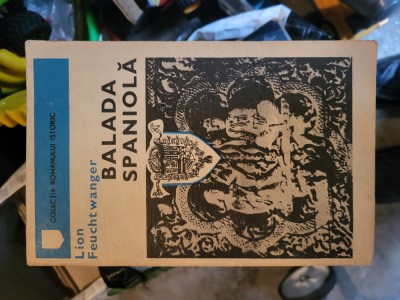 COLECȚIA ROMANULUI ISTORIC
Lion
Feuchtwanger
BALADA
SPANIOLĂ